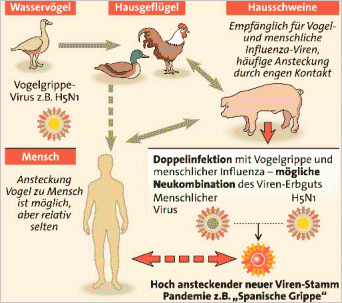 Wasservögel
Hausgeflügel
Hausschweine
Empfänglich für Vogel-
und menschliche
Influenza-Viren,
häufige Ansteckung
durch engen Kontakt
Vogelgrippe-
Virus z.B. H5N1
Mensch
Ansteckung
Vogel zu Mensch
ist möglich,
aber relativ
selten
Doppelinfektion mit Vogelgrippe und
menschlicher Influenza – mögliche
Neukombination des Viren-Erbguts
Menschlicher
Virus
H5N1
Hoch ansteckender neuer Viren-Stamm
Pandemie z.B. „Spanische Grippe“